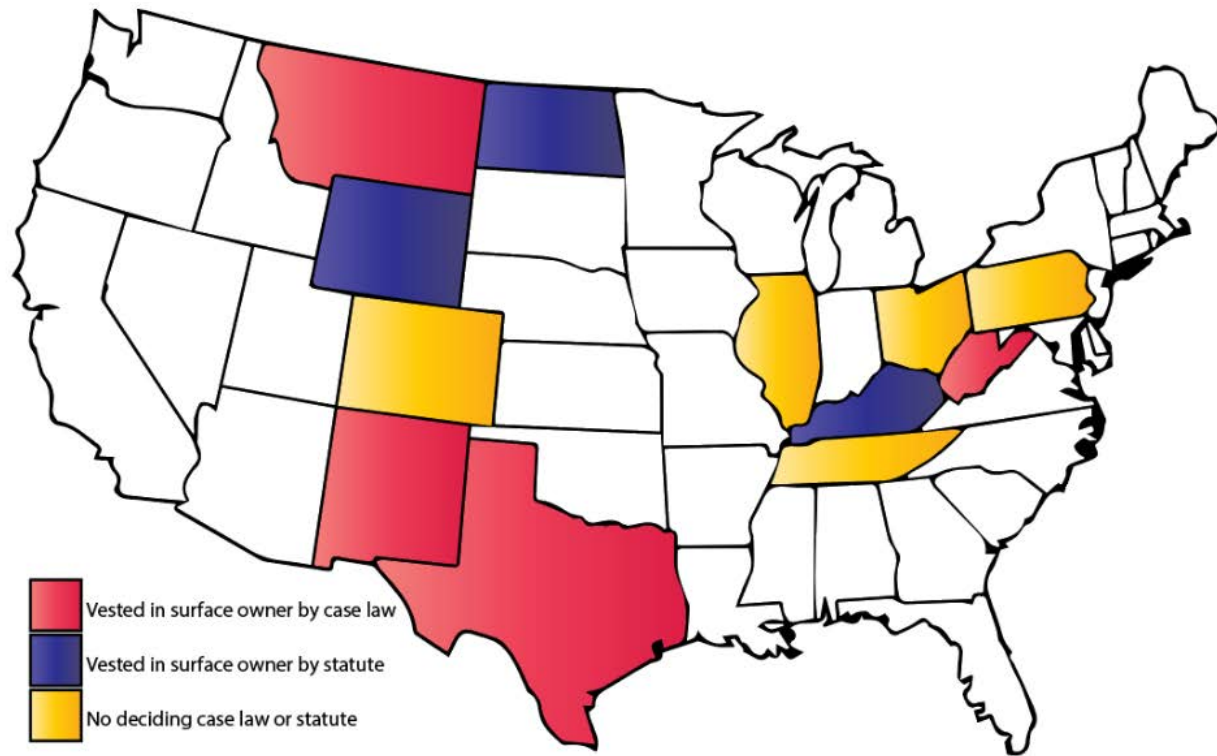 Vested in surface owner by case law
Vested in surface owner by statute
No deciding case law or statute